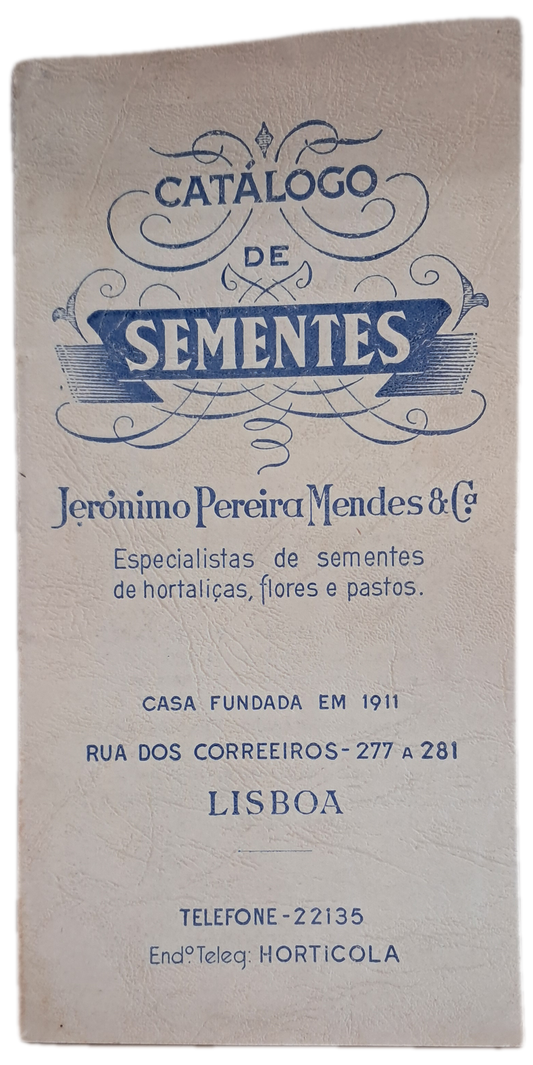 CATÁLOGO
DE
SEMENTES
Jerónimo Pereira Mendes & Cª
Especialistas de sementes
de hortaliças, flores e pastos.
CASA FUNDADA EM 1911
RUA DOS CORREEIROS - 277 A 281
LISBOA
TELEFONE - 22135
Endº. Teleg: HORTICOLA